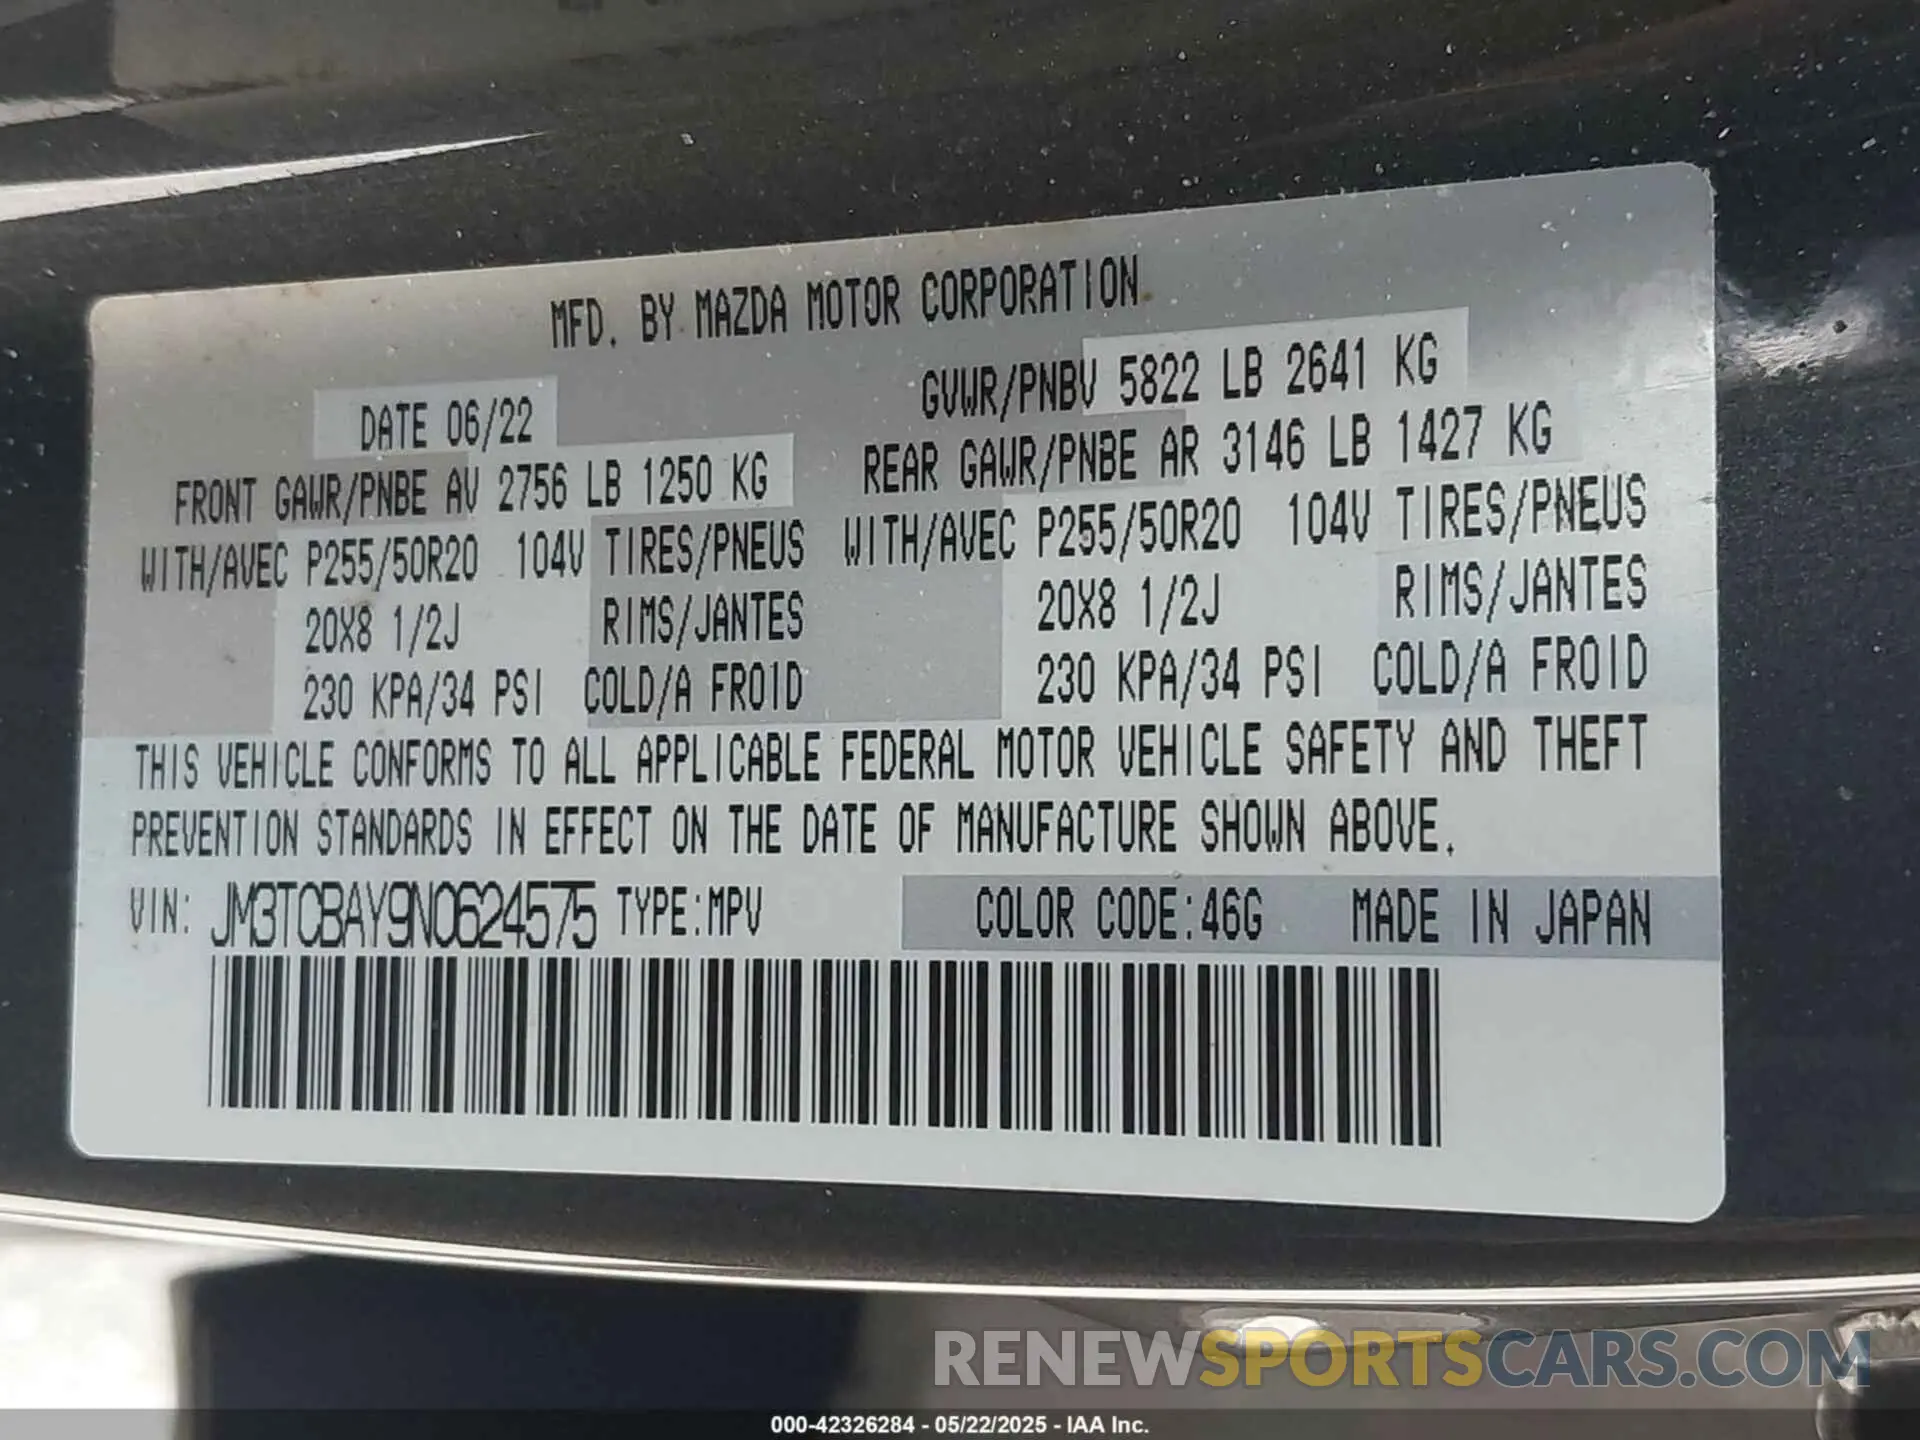 MFD. BY MAZDA MOTOR CORPORATION
DATE 06/22 GVWR/PNBV 5822 LB 2641 KG
FRONT GAWR/PNBE AV 2756 LB 1250 KG REAR GAWR/PNBE AR 3146 LB 1427 KG
WITH/AVEC P255/50R20 104V TIRES/PNEUS WITH/AVEC P255/50R20 104V TIRES/PNEUS
20X8 1/2J RIMS/JANTES 20X8 1/2J RIMS/JANTES
230 KPA/34 PSI COLD/A FROID 230 KPA/34 PSI COLD/A FROID
THIS VEHICLE CONFORMS TO ALL APPLICABLE FEDERAL MOTOR VEHICLE SAFETY AND THEFT
PREVENTION STANDARDS IN EFFECT ON THE DATE OF MANUFACTURE SHOWN ABOVE.
VIN: JM3TCBAY9N0624575 TYPE:MPV COLOR CODE:46G MADE IN JAPAN
RENEWSPORTSCARS.COM
000-42326284 - 05/22/2025 - IAA Inc.